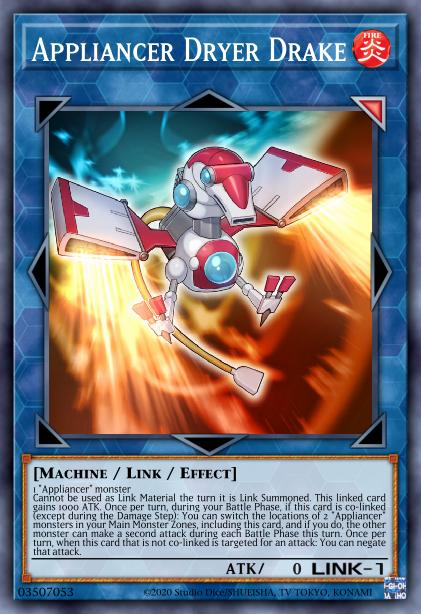 APPLIANCER DRYER DRAKE
FIRE
炎
[MACHINE / LINK / EFFECT]
1 "Appliancer" monster
Cannot be used as Link Material the turn it is Link Summoned. This linked card
gains 1000 ATK. Once per turn, during your Battle Phase, if this card is co-linked
(except during the Damage Step): You can switch the locations of 2 "Appliancer"
monsters in your Main Monster Zones, including this card, and if you do, the other
monster can make a second attack during each Battle Phase this turn. Once per
turn, when this card that is not co-linked is targeted for an attack: You can negate
that attack.
ATK/ 0 LINK-1
03507053
©2020 Studio Dice/SHUEISHA, TV TOKYO, KONAMI